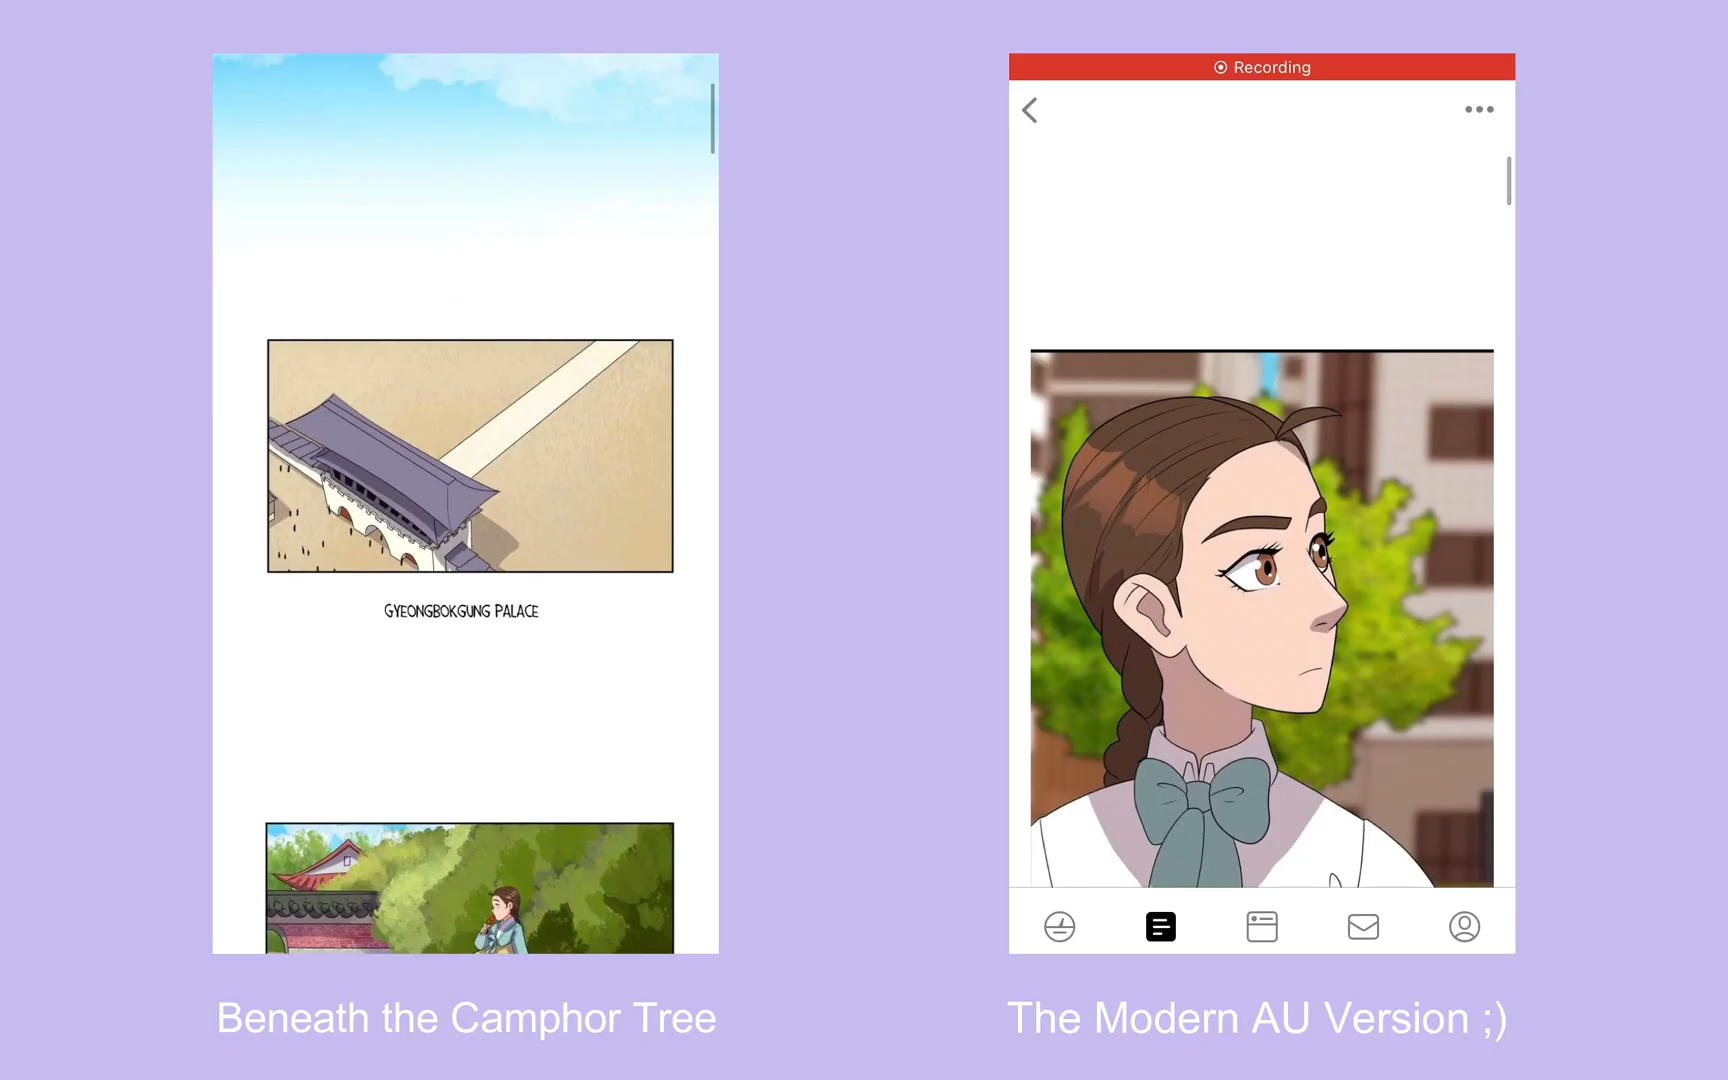 Recording
GYEONGBOKGUNG PALACE
Beneath the Camphor Tree
The Modern AU Version ;)